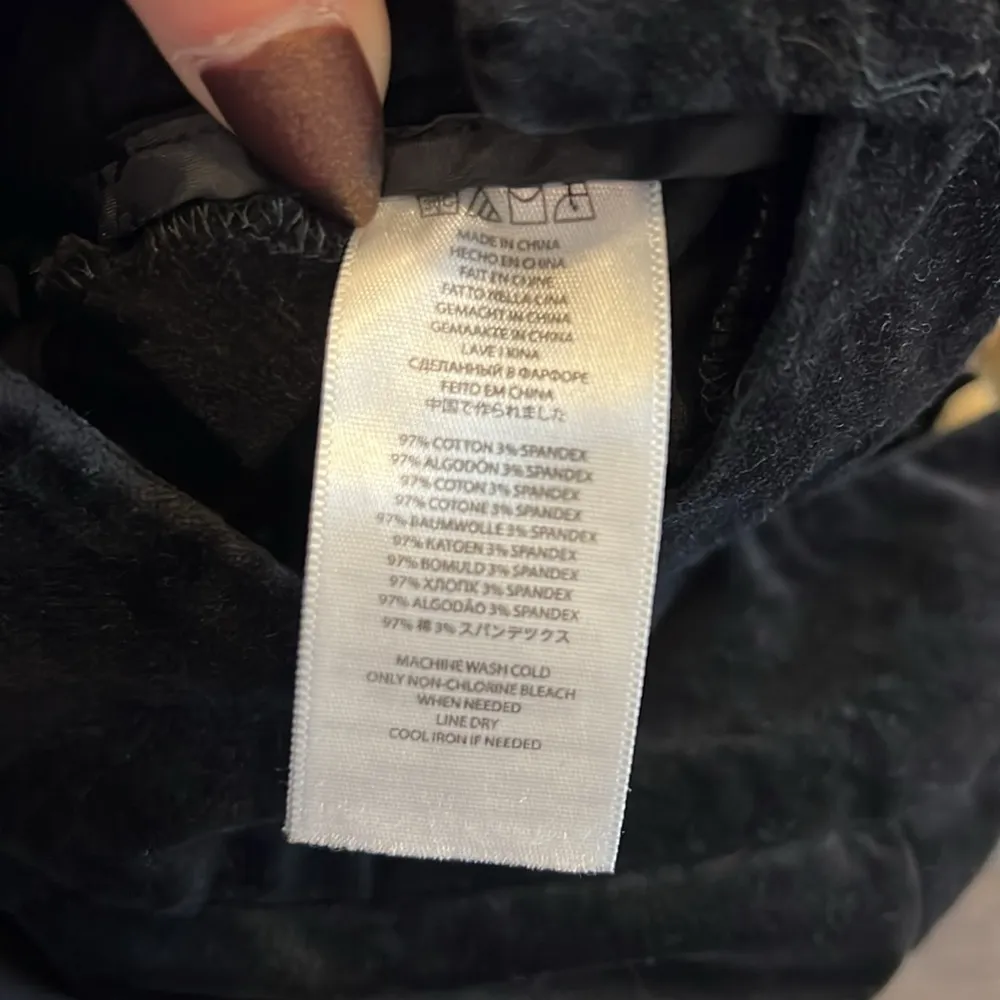 MADE IN CHINA
HECHO EN CHINA
FAIT EN CHINE
FATTO NELLA CINA
GEMACHT IN CHINA
GEMAAKTE IN CHINA
LAVE I KINA
СДЕЛАННЫЙ В ФАРФОРЕ
FEITO EM CHINA
中国で作られました
97% COTTON 3% SPANDEX
97% ALGODÓN 3% SPANDEX
97% COTON 3% SPANDEX
97% COTONE 3% SPANDEX
97% BAUMWOLLE 3% SPANDEX
97% KATOEN 3% SPANDEX
97% BOMULD 3% SPANDEX
97% ХЛОПК 3% SPANDEX
97% ALGODÃO 3% SPANDEX
97% 棉 3% スパンデックス
MACHINE WASH COLD
ONLY NON-CHLORINE BLEACH
WHEN NEEDED
LINE DRY
COOL IRON IF NEEDED